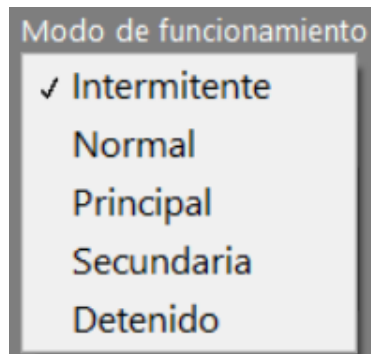 Modo de funcionamiento
✓ Intermitente
Normal
Principal
Secundaria
Detenido